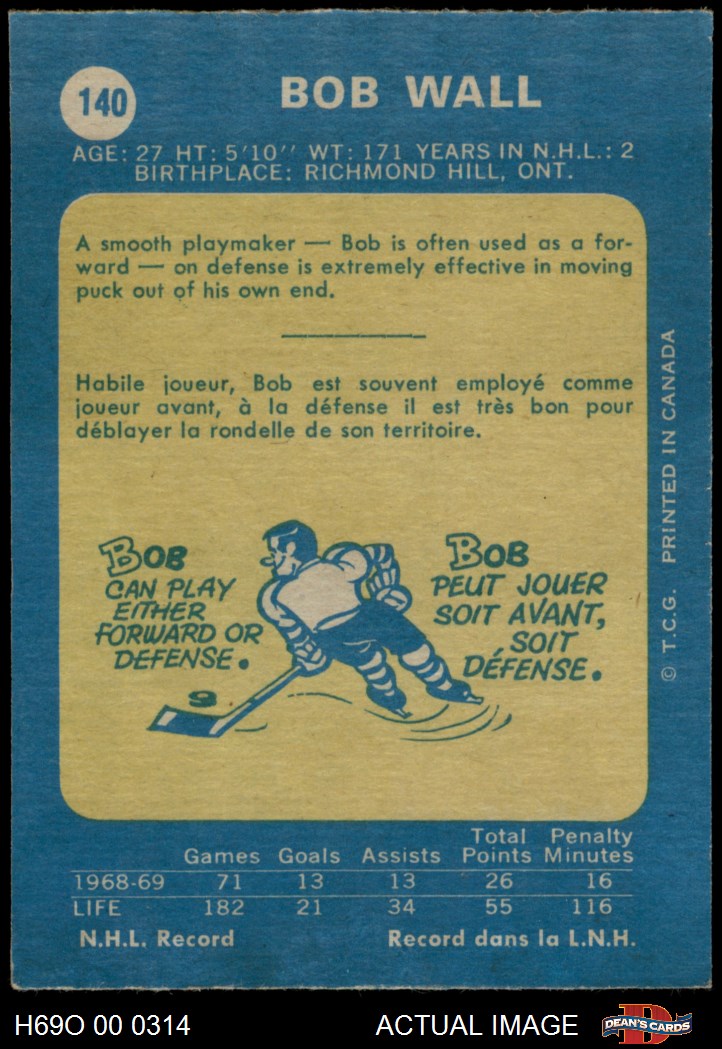 140
BOB WALL
AGE: 27 HT: 5'10'' WT: 171 YEARS IN N.H.L.: 2
BIRTHPLACE: RICHMOND HILL, ONT.
A smooth playmaker — Bob is often used as a for-
ward — on defense is extremely effective in moving
puck out of his own end.
Habile joueur, Bob est souvent employé comme
joueur avant, à la défense il est très bon pour
déblayer la rondelle de son territoire.
BOB
CAN PLAY
EITHER
FORWARD OR
DEFENSE.
BOB
PEUT JOUER
SOIT AVANT,
SOIT
DÉFENSE.
© T.C.G. PRINTED IN CANADA
Total Penalty
Games Goals Assists Points Minutes
1968-69 71 13 13 26 16
LIFE 182 21 34 55 116
N.H.L. Record Record dans la L.N.H.
H69O 00 0314 ACTUAL IMAGE
D
DEAN'S CARDS